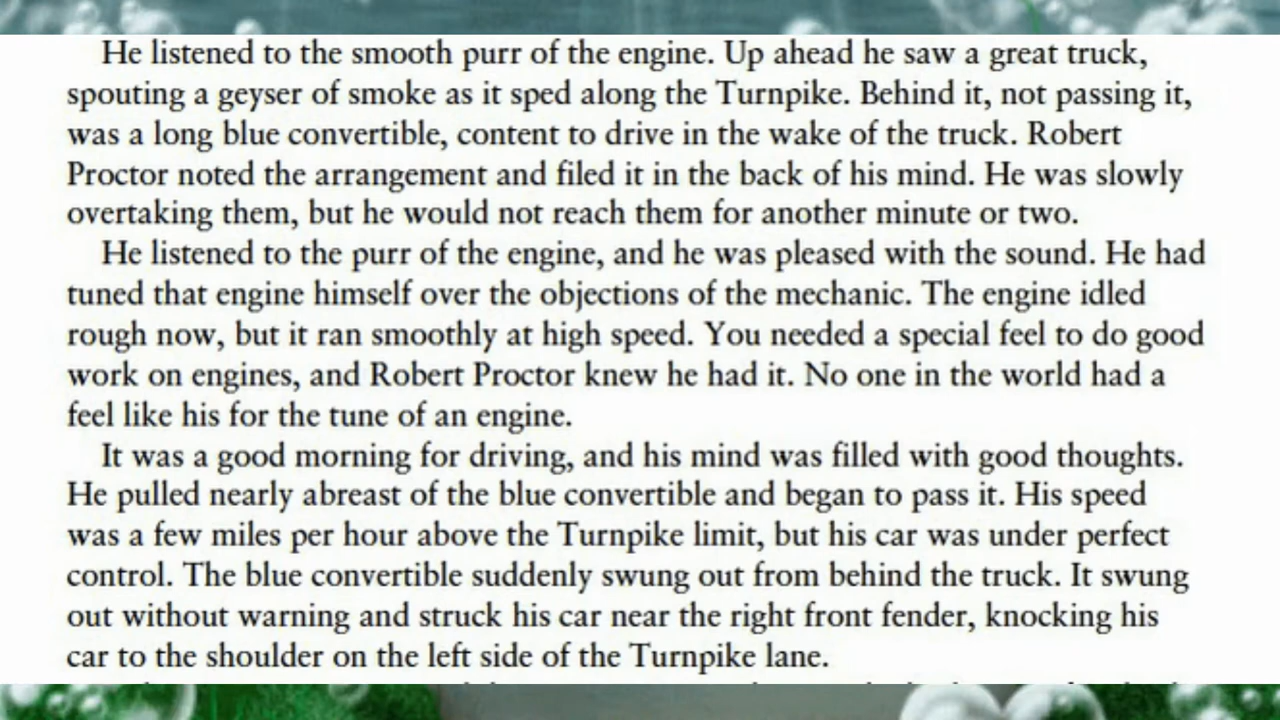 He listened to the smooth purr of the engine. Up ahead he saw a great truck,
spouting a geyser of smoke as it sped along the Turnpike. Behind it, not passing it,
was a long blue convertible, content to drive in the wake of the truck. Robert
Proctor noted the arrangement and filed it in the back of his mind. He was slowly
overtaking them, but he would not reach them for another minute or two.
He listened to the purr of the engine, and he was pleased with the sound. He had
tuned that engine himself over the objections of the mechanic. The engine idled
rough now, but it ran smoothly at high speed. You needed a special feel to do good
work on engines, and Robert Proctor knew he had it. No one in the world had a
feel like his for the tune of an engine.
It was a good morning for driving, and his mind was filled with good thoughts.
He pulled nearly abreast of the blue convertible and began to pass it. His speed
was a few miles per hour above the Turnpike limit, but his car was under perfect
control. The blue convertible suddenly swung out from behind the truck. It swung
out without warning and struck his car near the right front fender, knocking his
car to the shoulder on the left side of the Turnpike lane.